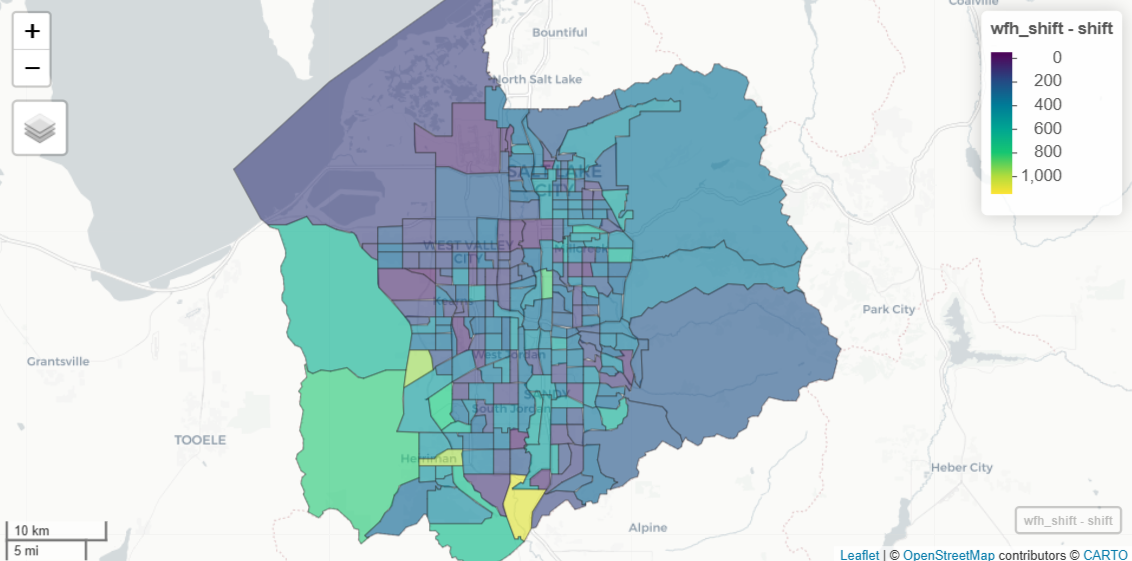 +
−
Coalville
wfh_shift - shift
0
200
400
600
800
1,000
Bountiful
North Salt Lake
SALT LAKE
CITY
WEST VALLEY
CITY
Millcreek
Kearns
Park City
Grantsville
West Jordan
SANDY
South Jordan
TOOELE
Herriman
Heber City
Alpine
wfh_shift - shift
10 km
5 mi
Leaflet | © OpenStreetMap contributors © CARTO